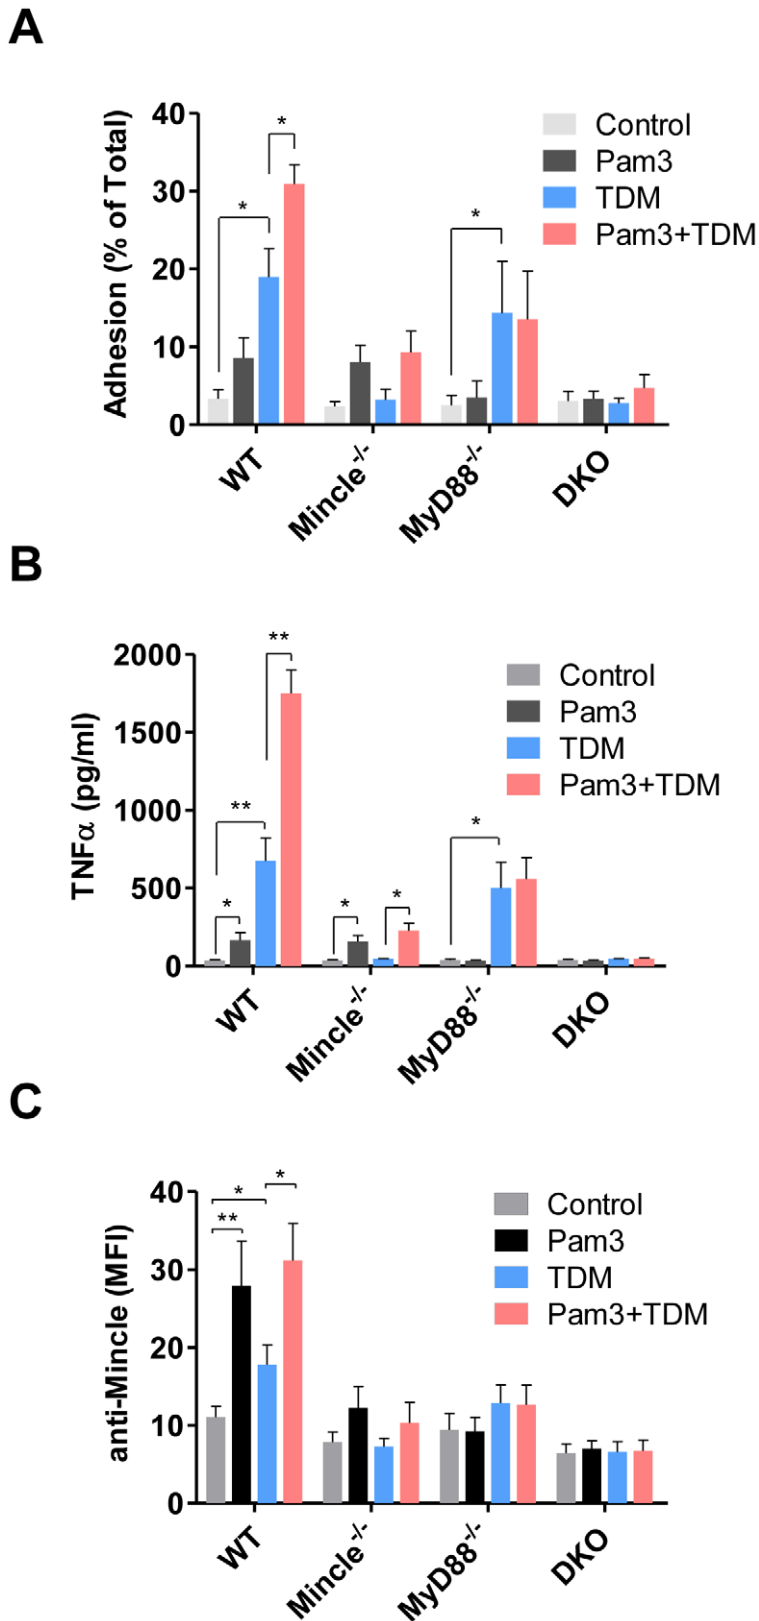 A
Adhesion (% of Total)
40
30
20
10
0
*
*
*
Control
Pam3
TDM
Pam3+TDM
WT
Mincle-/-
MyD88-/-
DKO
B
TNFα (pg/ml)
2000
1500
1000
500
0
**
**
*
*
*
*
Control
Pam3
TDM
Pam3+TDM
WT
Mincle-/-
MyD88-/-
DKO
C
anti-Mincle (MFI)
40
30
20
10
0
*
*
**
Control
Pam3
TDM
Pam3+TDM
WT
Mincle-/-
MyD88-/-
DKO